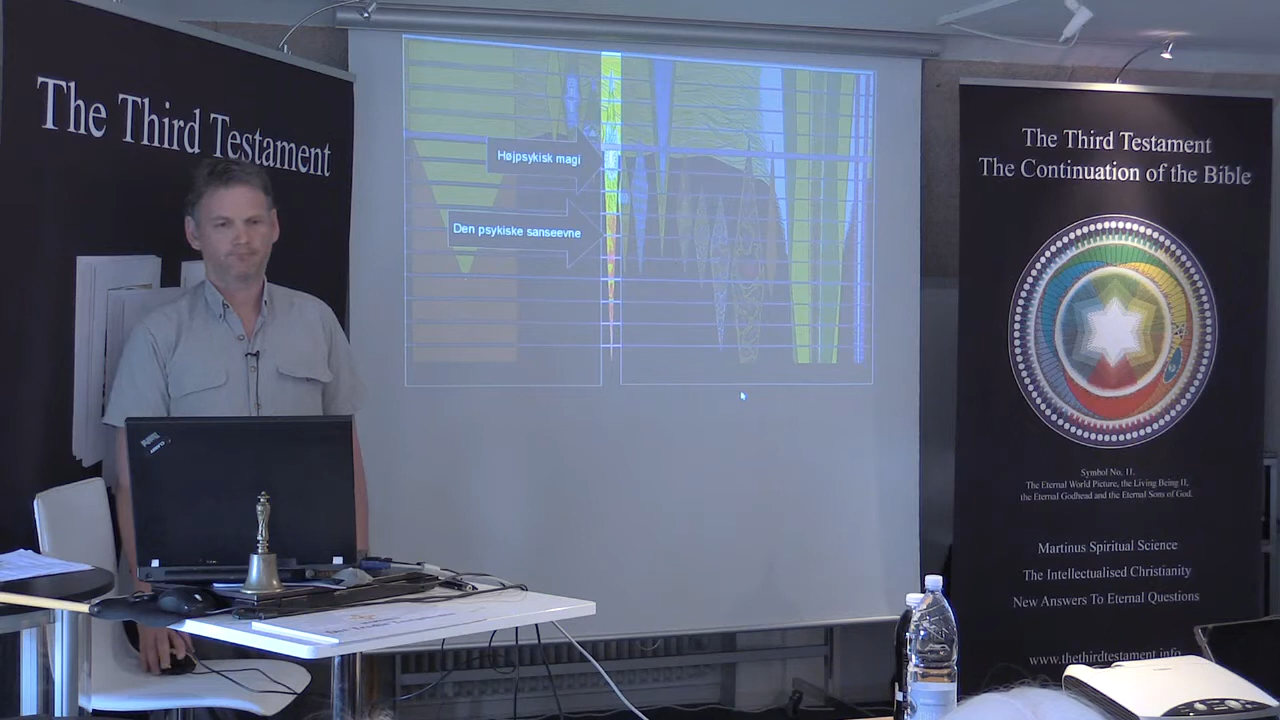 The Third Testament
Højpsykisk magi
Den psykiske sanseevne
The Third Testament
The Continuation of the Bible
Symbol No. 11.
The Eternal World Picture, the Living Being II,
the Eternal Godhead and the Eternal Sons of God.
Martinus Spiritual Science
The Intellectualised Christianity
New Answers To Eternal Questions
www.thethirdtestament.info